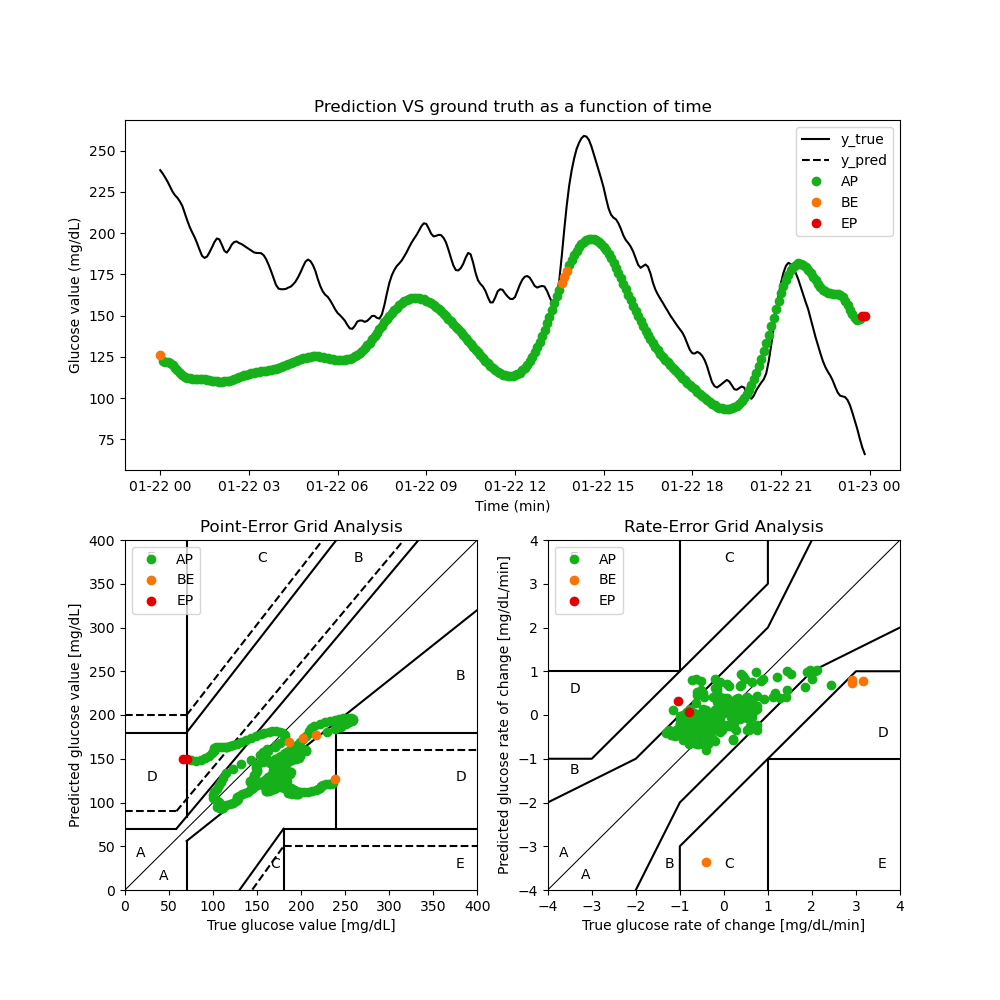 Prediction VS ground truth as a function of time
Glucose value (mg/dL)
250
225
200
175
150
125
100
75
y_true
y_pred
AP
BE
EP
01-22 00 01-22 03 01-22 06 01-22 09 01-22 12 01-22 15 01-22 18 01-22 21 01-23 00
Time (min)
Point-Error Grid Analysis
Predicted glucose value [mg/dL]
400
350
300
250
200
150
100
50
0
AP
BE
EP
C
B
B
D
D
A
A
C
E
0 50 100 150 200 250 300 350 400
True glucose value [mg/dL]
Rate-Error Grid Analysis
Predicted glucose rate of change [mg/dL/min]
4
3
2
1
0
−1
−2
−3
−4
AP
BE
EP
C
D
D
B
A
A
B
C
E
−4 −3 −2 −1 0 1 2 3 4
True glucose rate of change [mg/dL/min]